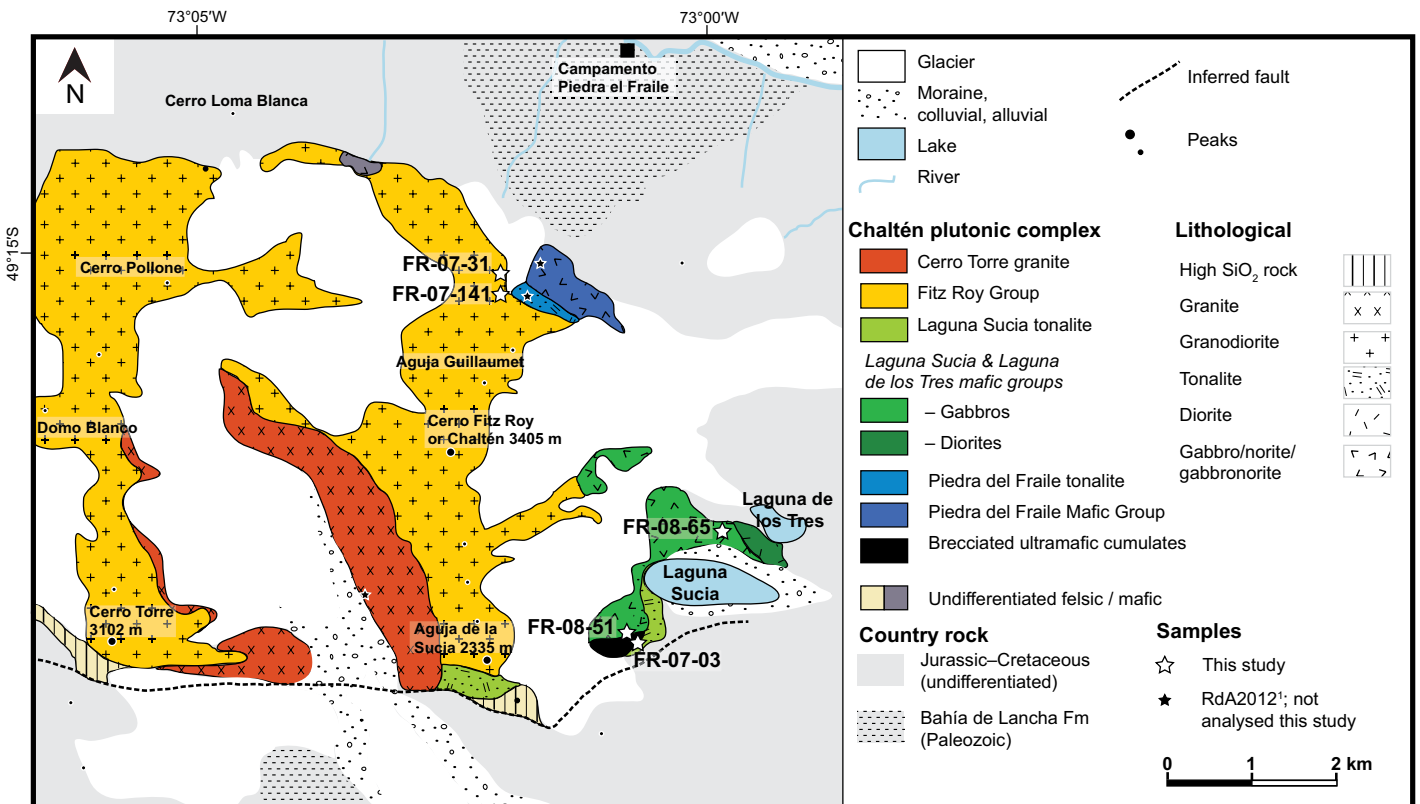 73°05'W
73°00'W
49°15'S
N
Cerro Loma Blanca
Campamento
Piedra el Fraile
Cerro Pollone
FR-07-31
FR-07-141
Aguja Guillaumet
Domo Blanco
Cerro Fitz Roy
or Chaltén 3405 m
FR-08-65
Laguna de
los Tres
Laguna
Sucia
Cerro Torre
3102 m
Aguja de la
Sucia 2335 m
FR-08-51
FR-07-03
Glacier
Moraine,
colluvial, alluvial
Lake
River
Inferred fault
Peaks
Chaltén plutonic complex
Cerro Torre granite
Fitz Roy Group
Laguna Sucia tonalite
Laguna Sucia & Laguna
de los Tres mafic groups
– Gabbros
– Diorites
Piedra del Fraile tonalite
Piedra del Fraile Mafic Group
Brecciated ultramafic cumulates
Undifferentiated felsic / mafic
Country rock
Jurassic–Cretaceous
(undifferentiated)
Bahía de Lancha Fm
(Paleozoic)
Lithological
High SiO2 rock
Granite
Granodiorite
Tonalite
Diorite
Gabbro/norite/
gabbronorite
Samples
This study
RdA2012¹; not
analysed this study
0 1 2 km